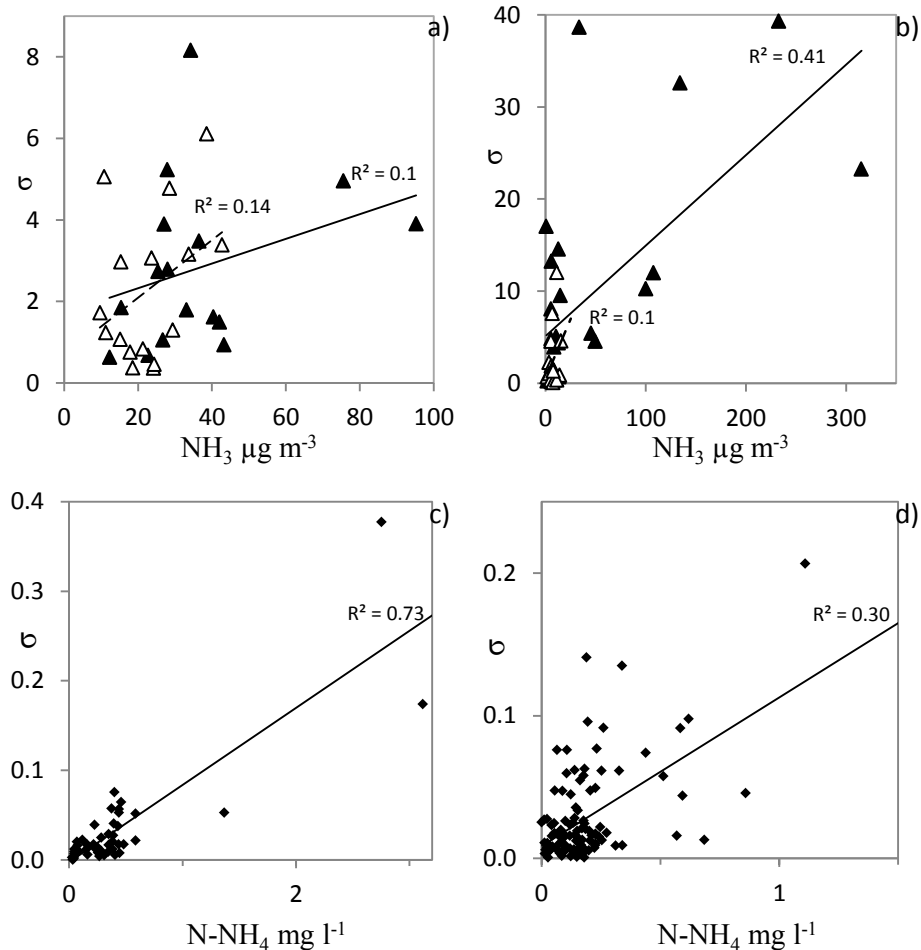 a)
8
6
4
2
0
σ
R² = 0.1
R² = 0.14
0 20 40 60 80 100
NH₃ µg m⁻³
b)
40
30
20
10
0
σ
R² = 0.41
R² = 0.1
0 100 200 300
NH₃ µg m⁻³
c)
0.4
0.3
0.2
0.1
0.0
σ
R² = 0.73
0 2
N-NH₄ mg l⁻¹
d)
0.2
0.1
0.0
σ
R² = 0.30
0 1
N-NH₄ mg l⁻¹